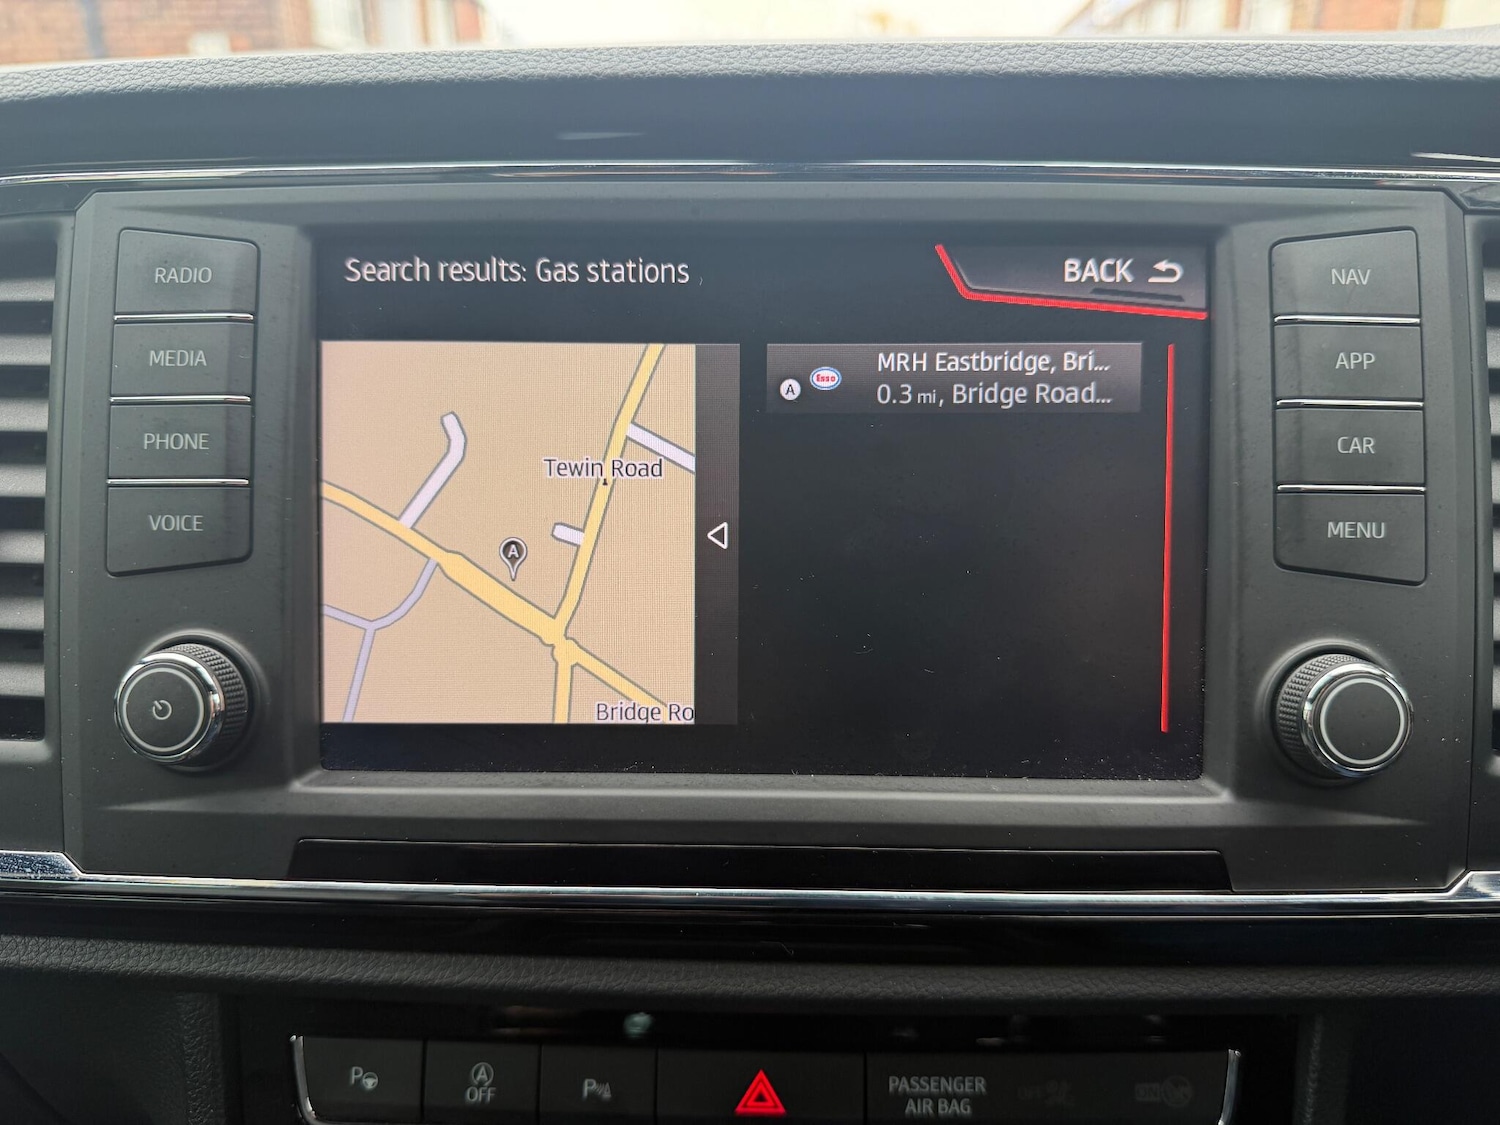 Search results: Gas stations
BACK
RADIO
MEDIA
PHONE
VOICE
Tewin Road
A
Bridge Ro
A
Esso
MRH Eastbridge, Bri...
0.3 mi, Bridge Road...
NAV
APP
CAR
MENU
P
A
OFF
P
PASSENGER
AIR BAG